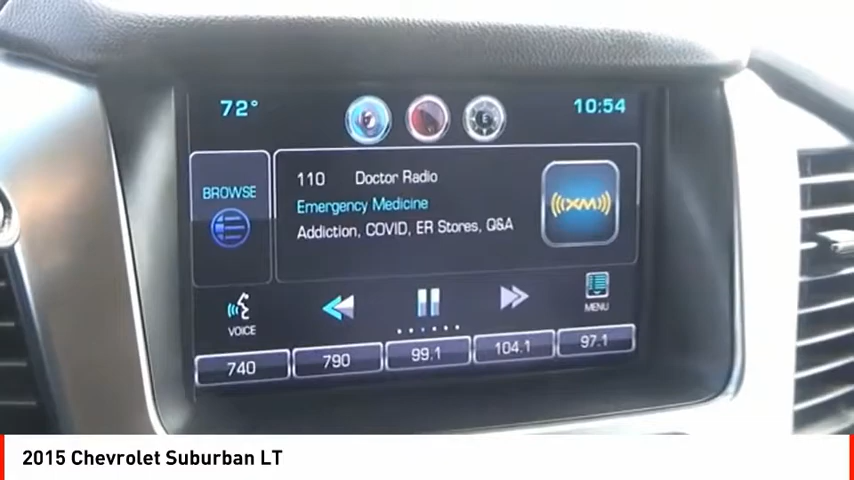 72° 10:54
E
BROWSE
110 Doctor Radio
Emergency Medicine
Addiction, COVID, ER Stores, Q&A
((XM))
VOICE
MENU
740 790 99.1 104.1 97.1
2015 Chevrolet Suburban LT